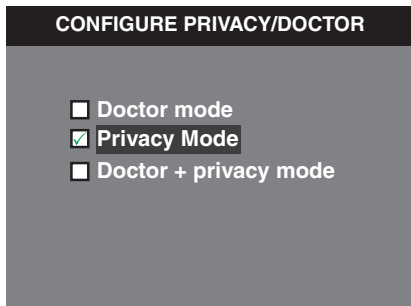 CONFIGURE PRIVACY/DOCTOR
Doctor mode
Privacy Mode
Doctor + privacy mode